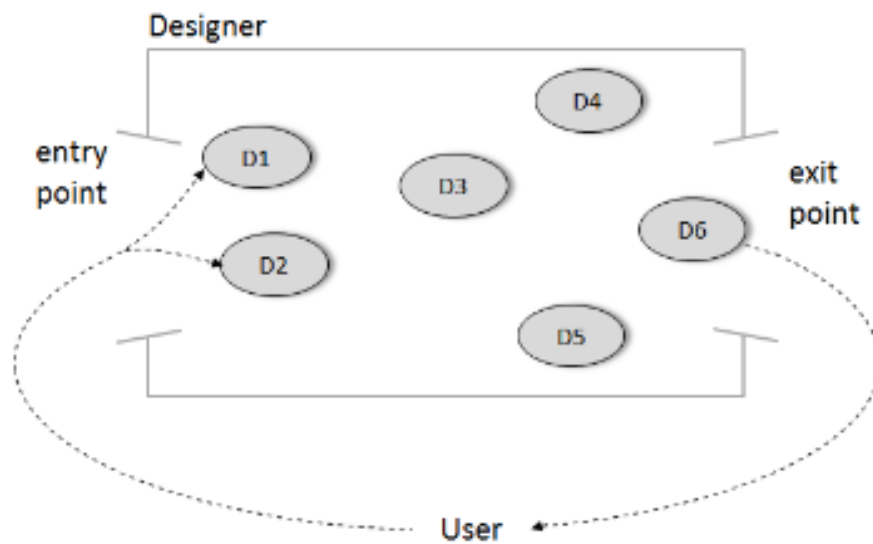 Designer
D4
entry
point
D1
D3
exit
point
D6
D2
D5
User